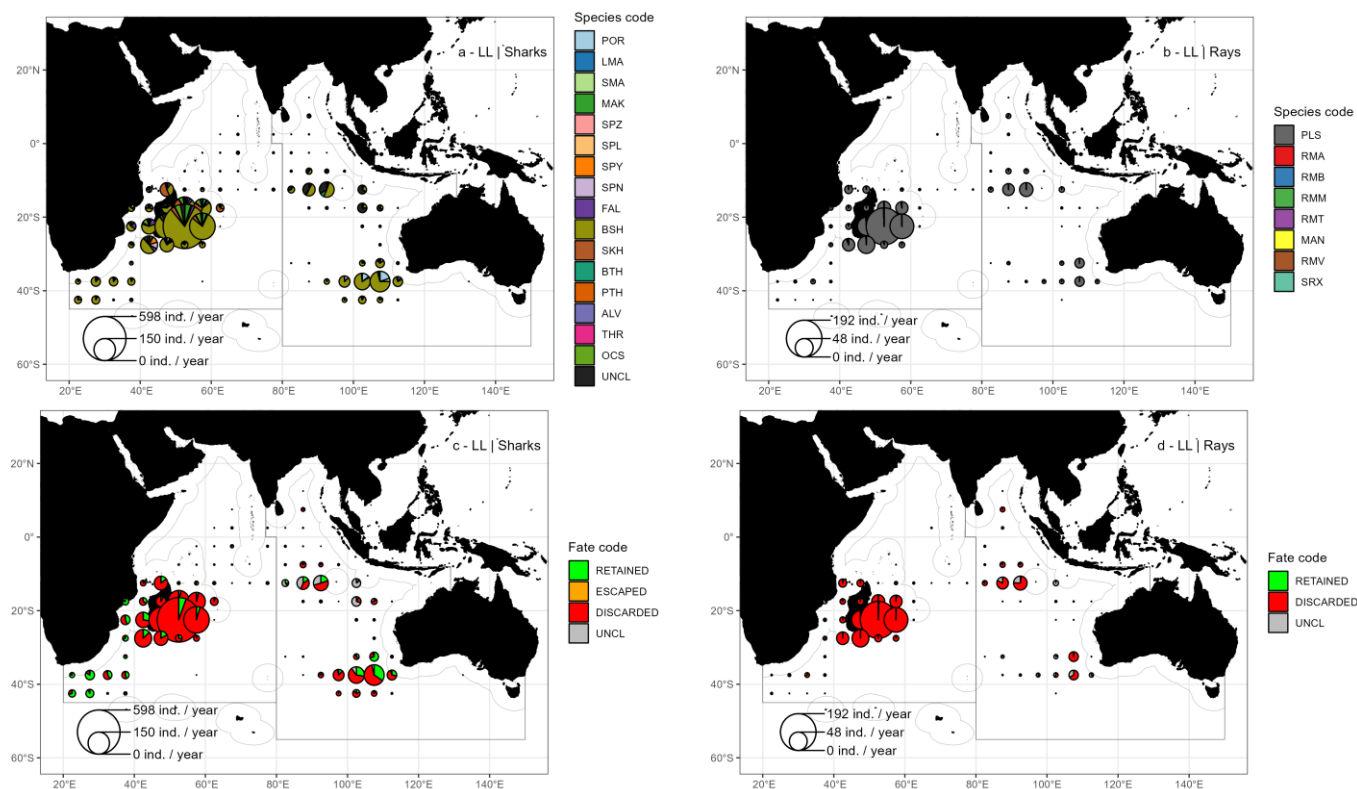 Species code
a - LL | Sharks
POR
LMA
SMA
MAK
SPZ
SPL
SPY
SPN
FAL
BSH
SKH
BTH
PTH
ALV
THR
OCS
UNCL
20°N
0°
20°S
40°S
60°S
598 ind. / year
150 ind. / year
0 ind. / year
20°E 40°E 60°E 80°E 100°E 120°E 140°E
b - LL | Rays
Species code
PLS
RMA
RMB
RMM
RMT
MAN
RMV
SRX
20°N
0°
20°S
40°S
60°S
192 ind. / year
48 ind. / year
0 ind. / year
20°E 40°E 60°E 80°E 100°E 120°E 140°E
c - LL | Sharks
Fate code
RETAINED
ESCAPED
DISCARDED
UNCL
20°N
0°
20°S
40°S
60°S
598 ind. / year
150 ind. / year
0 ind. / year
20°E 40°E 60°E 80°E 100°E 120°E 140°E
d - LL | Rays
Fate code
RETAINED
DISCARDED
UNCL
20°N
0°
20°S
40°S
60°S
192 ind. / year
48 ind. / year
0 ind. / year
20°E 40°E 60°E 80°E 100°E 120°E 140°E